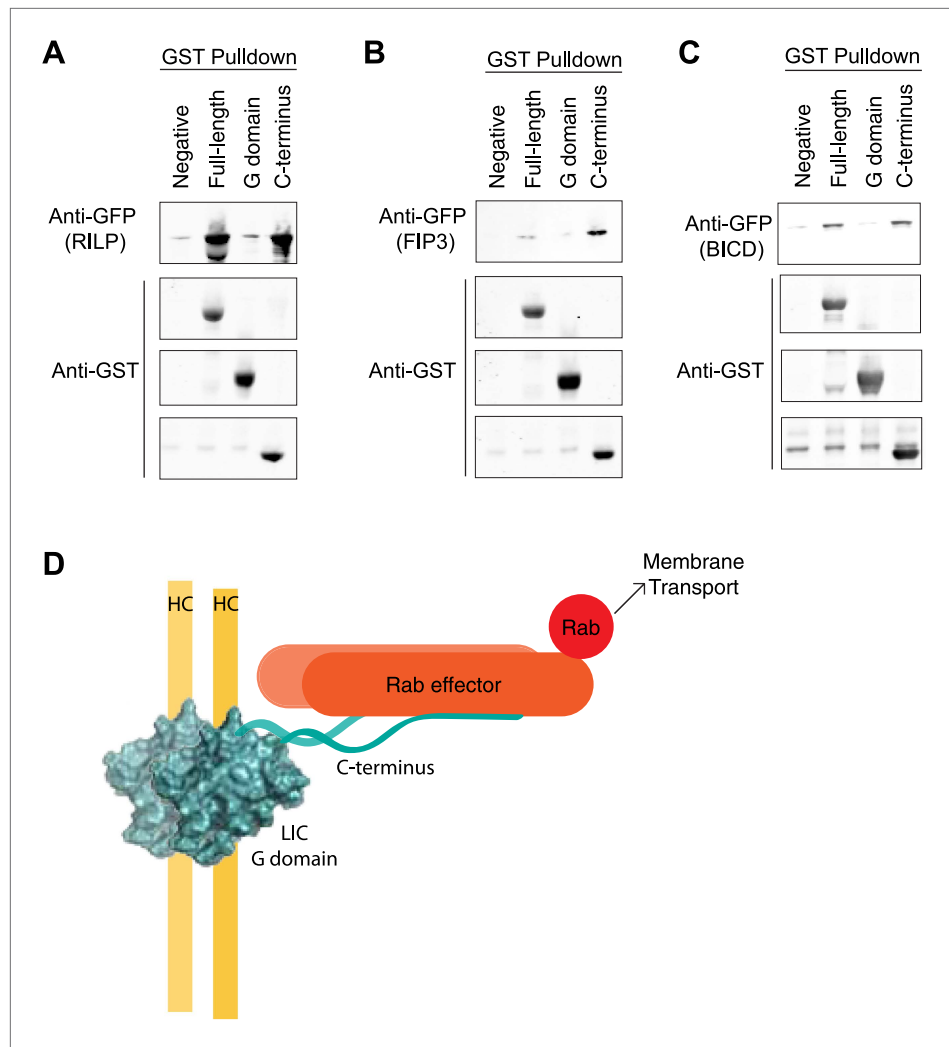 A
GST Pulldown
Negative
Full-length
G domain
C-terminus
Anti-GFP
(RILP)
Anti-GST
B
GST Pulldown
Negative
Full-length
G domain
C-terminus
Anti-GFP
(FIP3)
Anti-GST
C
GST Pulldown
Negative
Full-length
G domain
C-terminus
Anti-GFP
(BICD)
Anti-GST
D
HC
HC
Membrane
Transport
Rab
Rab effector
C-terminus
LIC
G domain